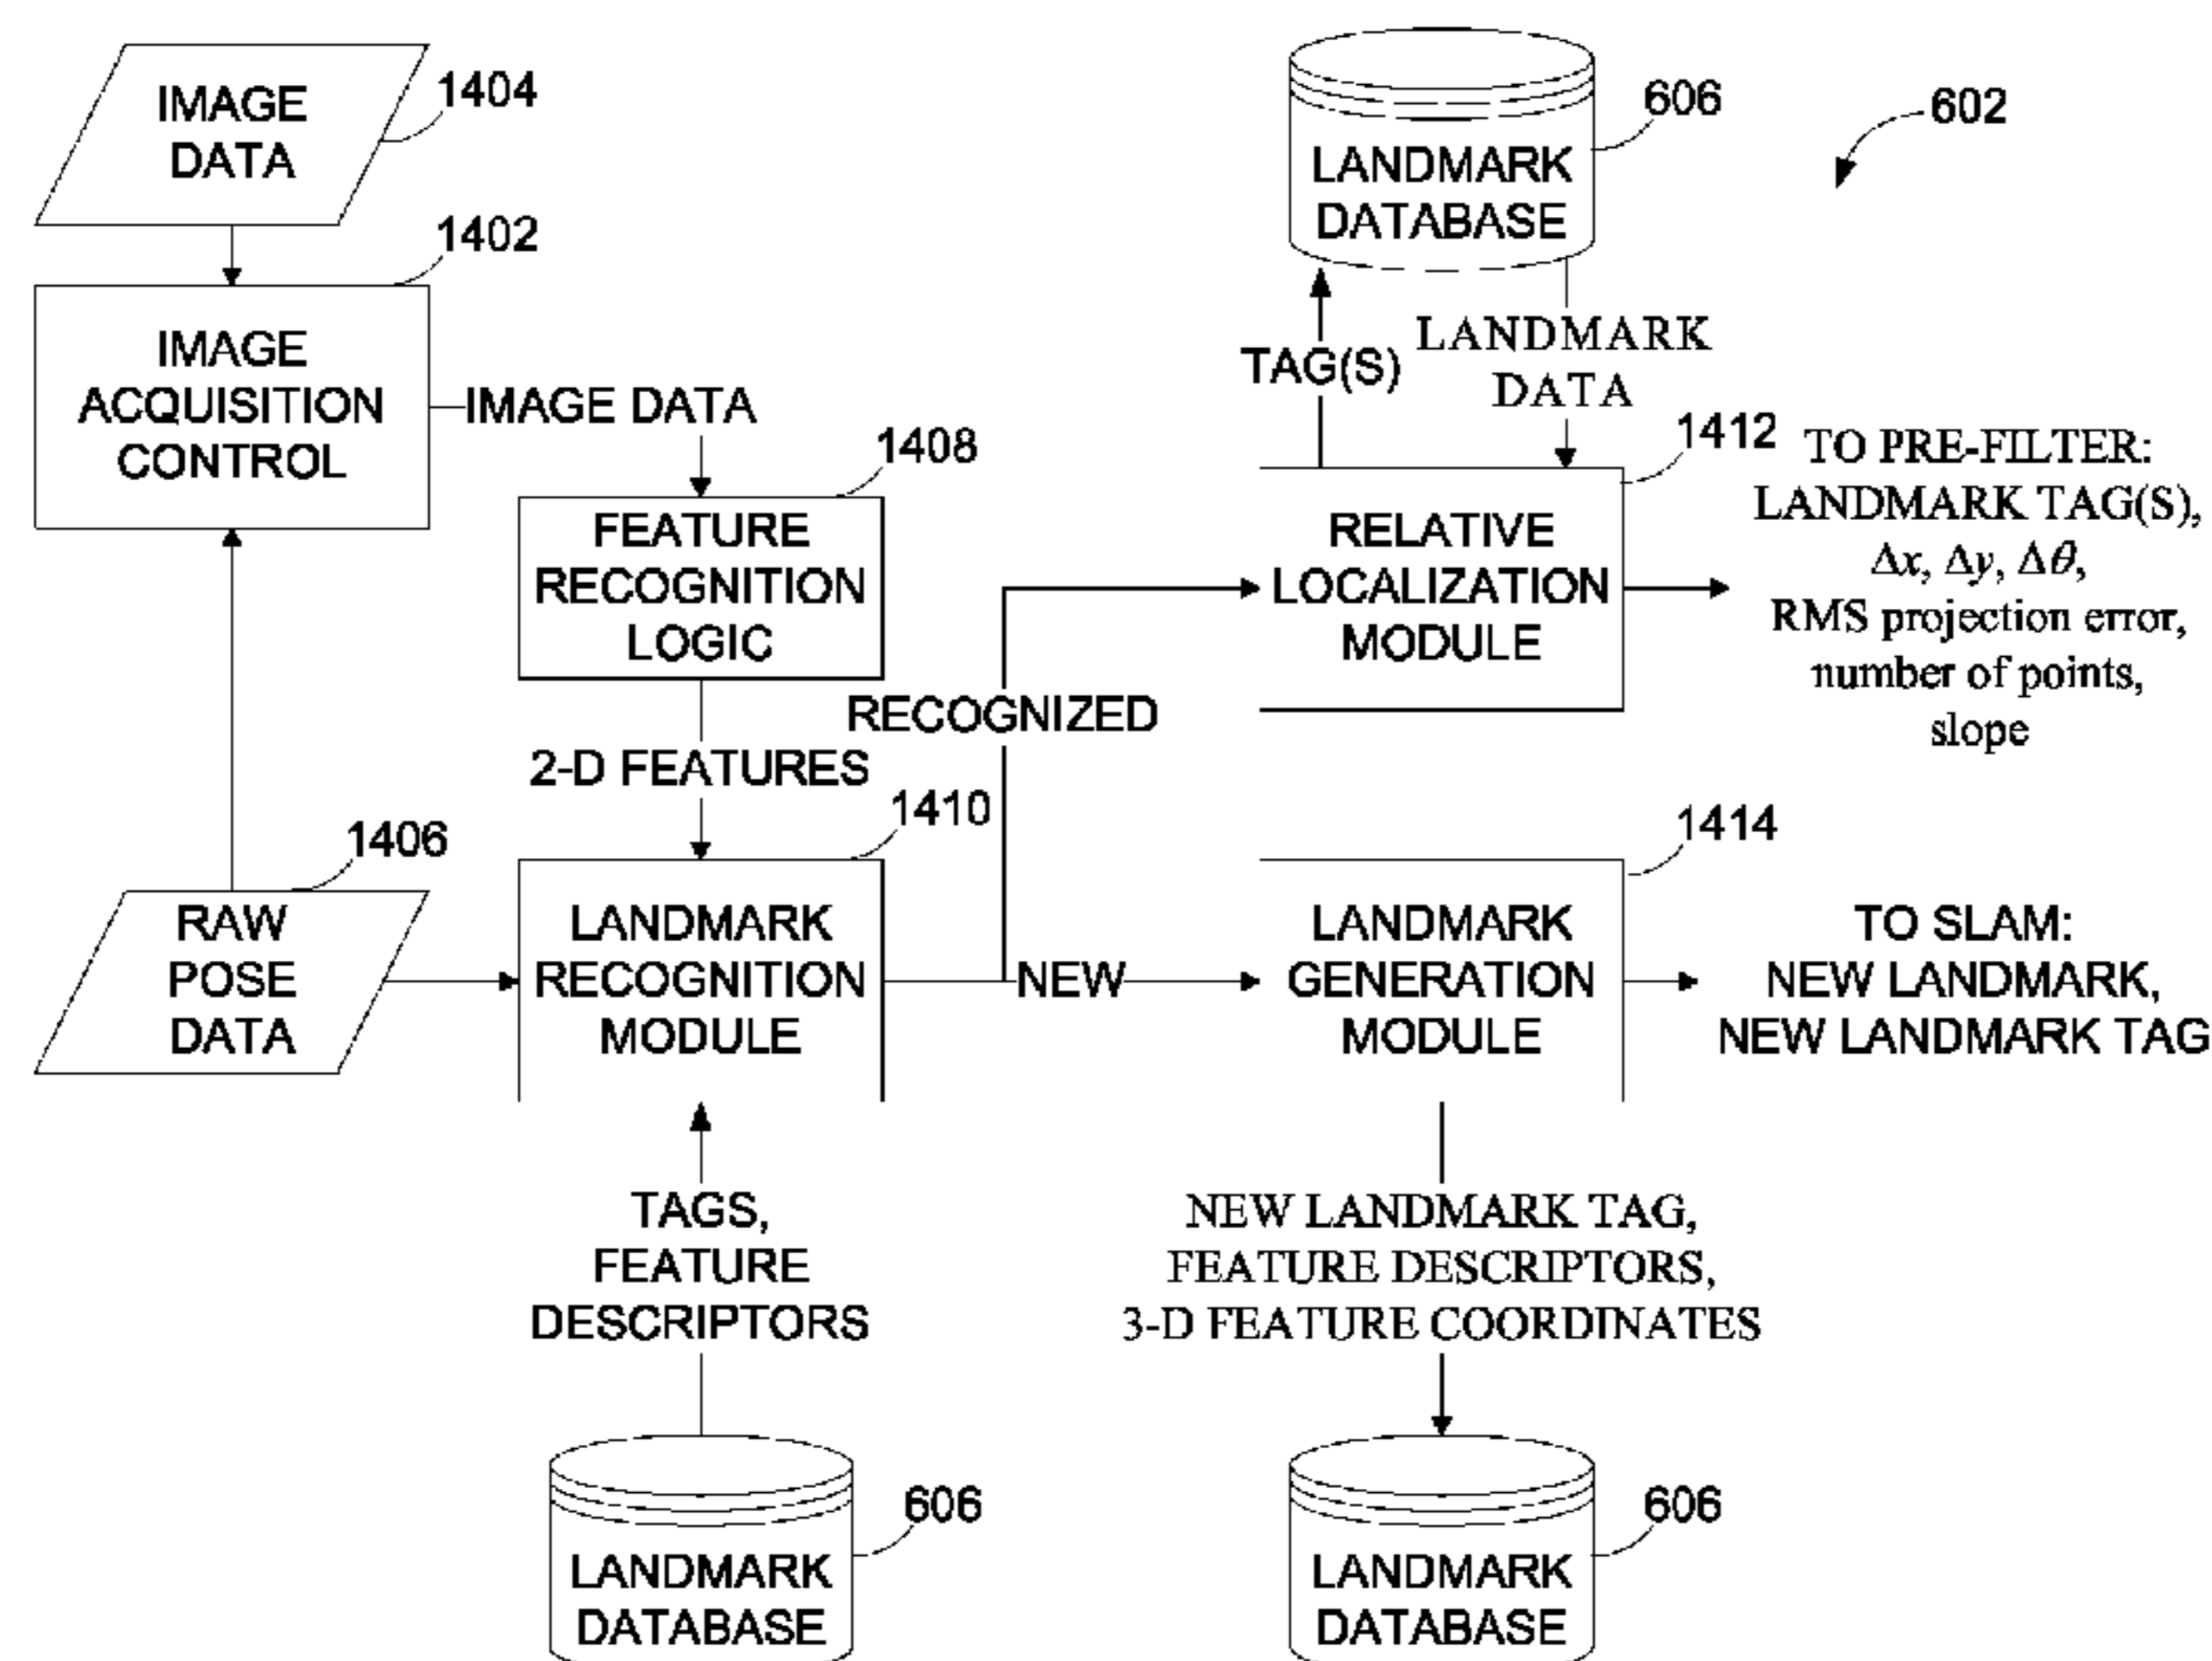 IMAGE
DATA
1404
1402
IMAGE
ACQUISITION
CONTROL
IMAGE DATA
1408
FEATURE
RECOGNITION
LOGIC
2-D FEATURES
1406
RAW
POSE
DATA
1410
LANDMARK
RECOGNITION
MODULE
TAGS,
FEATURE
DESCRIPTORS
606
LANDMARK
DATABASE
RECOGNIZED
NEW
606
LANDMARK
DATABASE
602
TAG(S)
LANDMARK
DATA
1412
RELATIVE
LOCALIZATION
MODULE
TO PRE-FILTER:
LANDMARK TAG(S),
Δx, Δy, Δθ,
RMS projection error,
number of points,
slope
1414
LANDMARK
GENERATION
MODULE
TO SLAM:
NEW LANDMARK,
NEW LANDMARK TAG
NEW LANDMARK TAG,
FEATURE DESCRIPTORS,
3-D FEATURE COORDINATES
606
LANDMARK
DATABASE